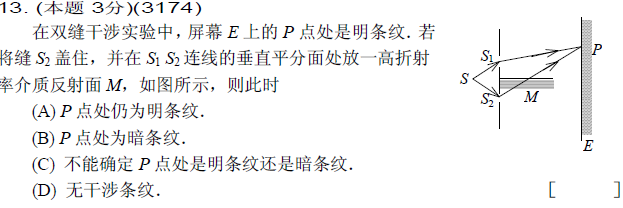 13. (本题 3分)(3174)
在双缝干涉实验中，屏幕 E 上的 P 点处是明条纹．若
将缝 S2 盖住，并在 S1 S2 连线的垂直平分面处放一高折射
率介质反射面 M，如图所示，则此时
(A) P 点处仍为明条纹．
(B) P 点处为暗条纹．
(C) 不能确定 P 点处是明条纹还是暗条纹．
(D) 无干涉条纹．
[ ]
S1
P
S
M
S2
E